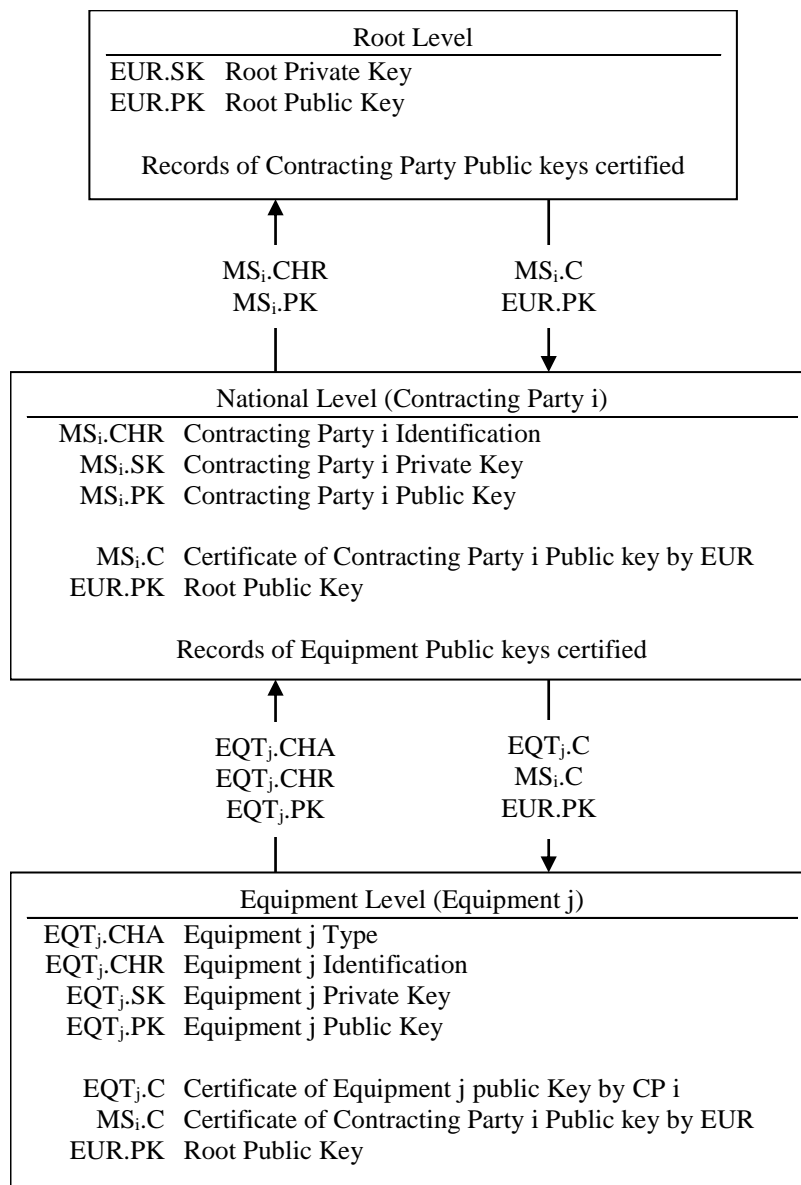 Root Level
EUR.SK Root Private Key
EUR.PK Root Public Key
Records of Contracting Party Public keys certified
MSi.CHR MSi.C
MSi.PK EUR.PK
National Level (Contracting Party i)
MSi.CHR Contracting Party i Identification
MSi.SK Contracting Party i Private Key
MSi.PK Contracting Party i Public Key
MSi.C Certificate of Contracting Party i Public key by EUR
EUR.PK Root Public Key
Records of Equipment Public keys certified
EQTj.CHA EQTj.C
EQTj.CHR MSi.C
EQTj.PK EUR.PK
Equipment Level (Equipment j)
EQTj.CHA Equipment j Type
EQTj.CHR Equipment j Identification
EQTj.SK Equipment j Private Key
EQTj.PK Equipment j Public Key
EQTj.C Certificate of Equipment j public Key by CP i
MSi.C Certificate of Contracting Party i Public key by EUR
EUR.PK Root Public Key